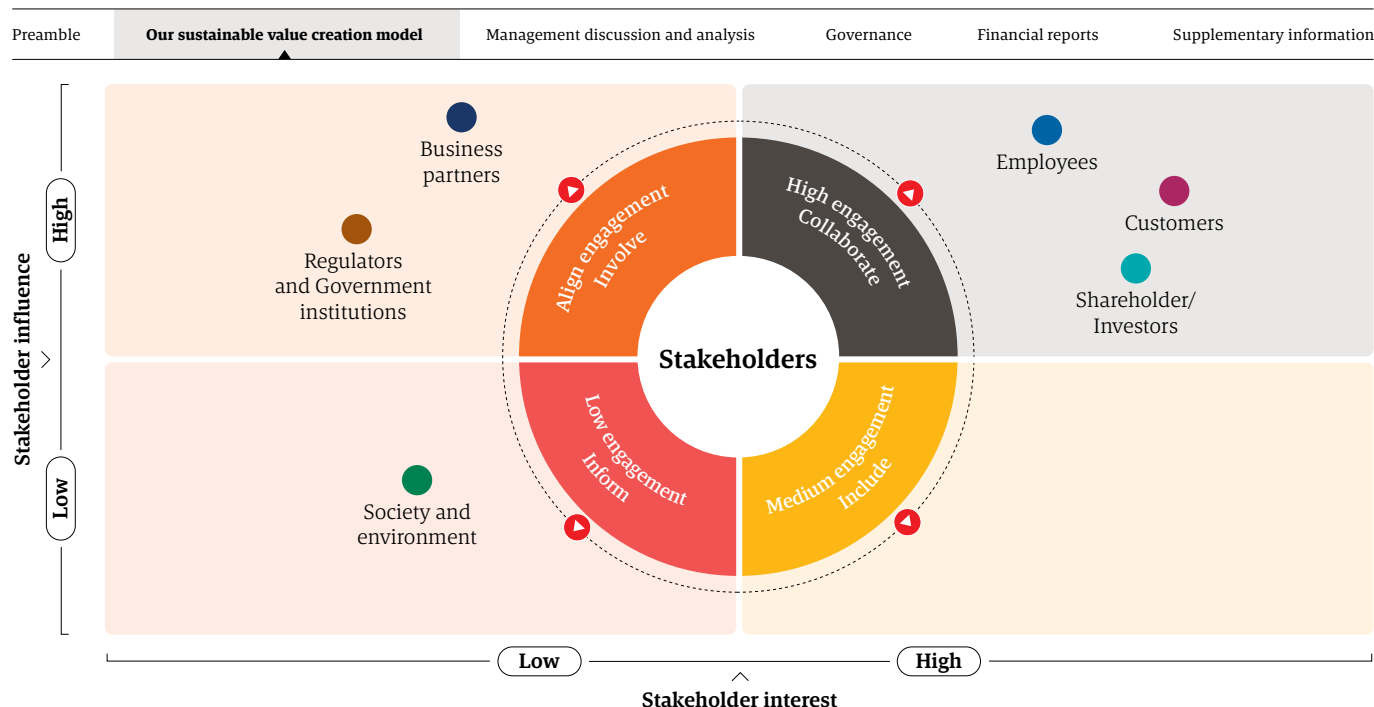 Preamble
Our sustainable value creation model
Management discussion and analysis
Governance
Financial reports
Supplementary information
Stakeholder influence
High
Low
Business
partners
Regulators
and Government
institutions
Align engagement
Involve
High engagement
Collaborate
Employees
Customers
Shareholder/
Investors
Stakeholders
Society and
environment
Low engagement
Inform
Medium engagement
Include
Low
High
Stakeholder interest